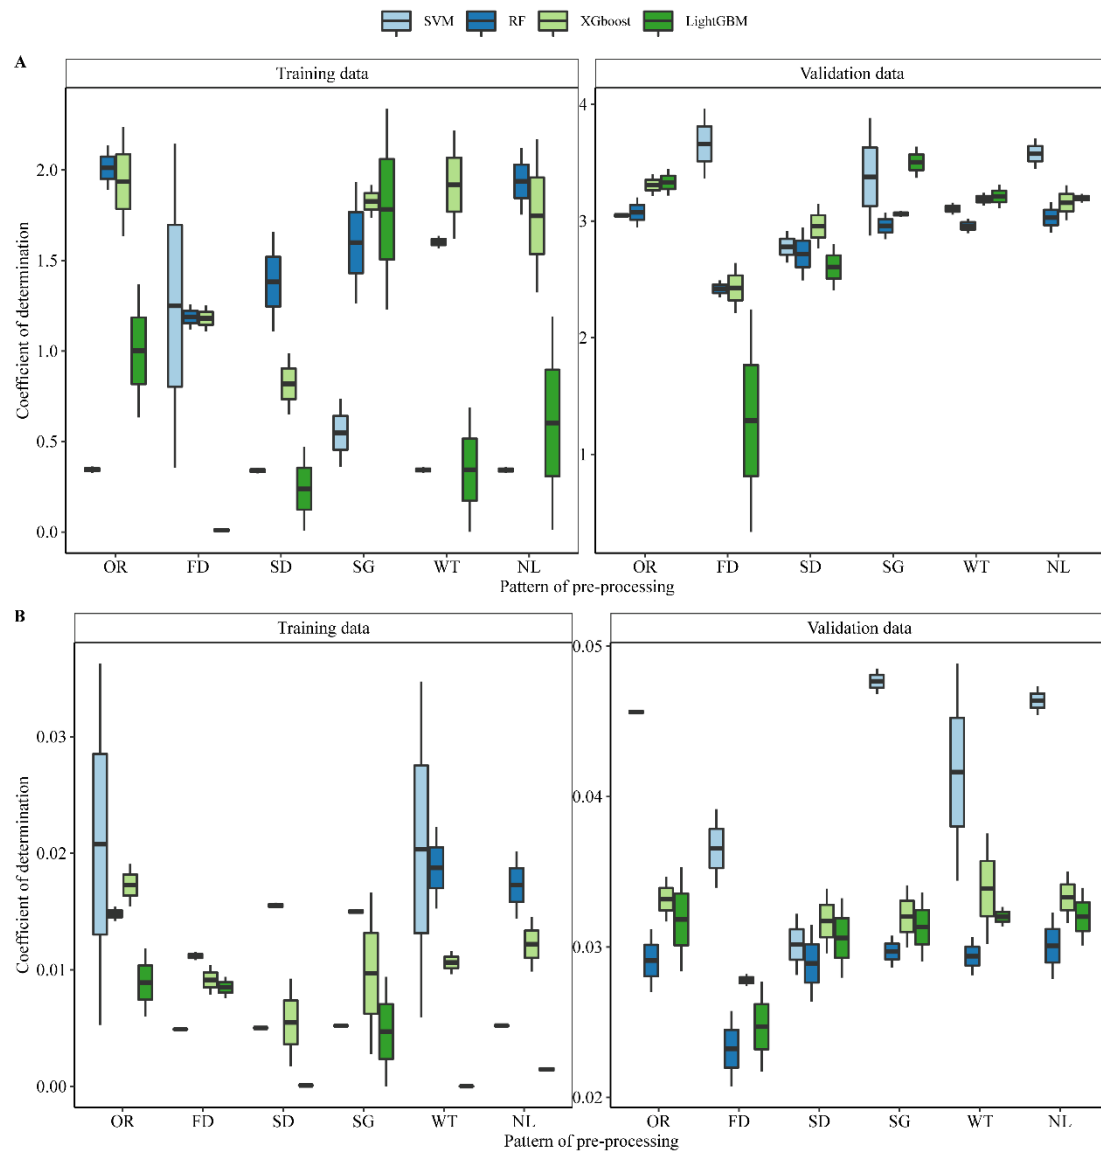 SVM RF XGboost LightGBM
A
Training data Validation data
Coefficient of determination
2.0
1.5
1.0
0.5
0.0
4
3
2
1
OR FD SD SG WT NL OR FD SD SG WT NL
Pattern of pre-processing
B
Training data Validation data
Coefficient of determination
0.03
0.02
0.01
0.00
0.05
0.04
0.03
0.02
OR FD SD SG WT NL OR FD SD SG WT NL
Pattern of pre-processing